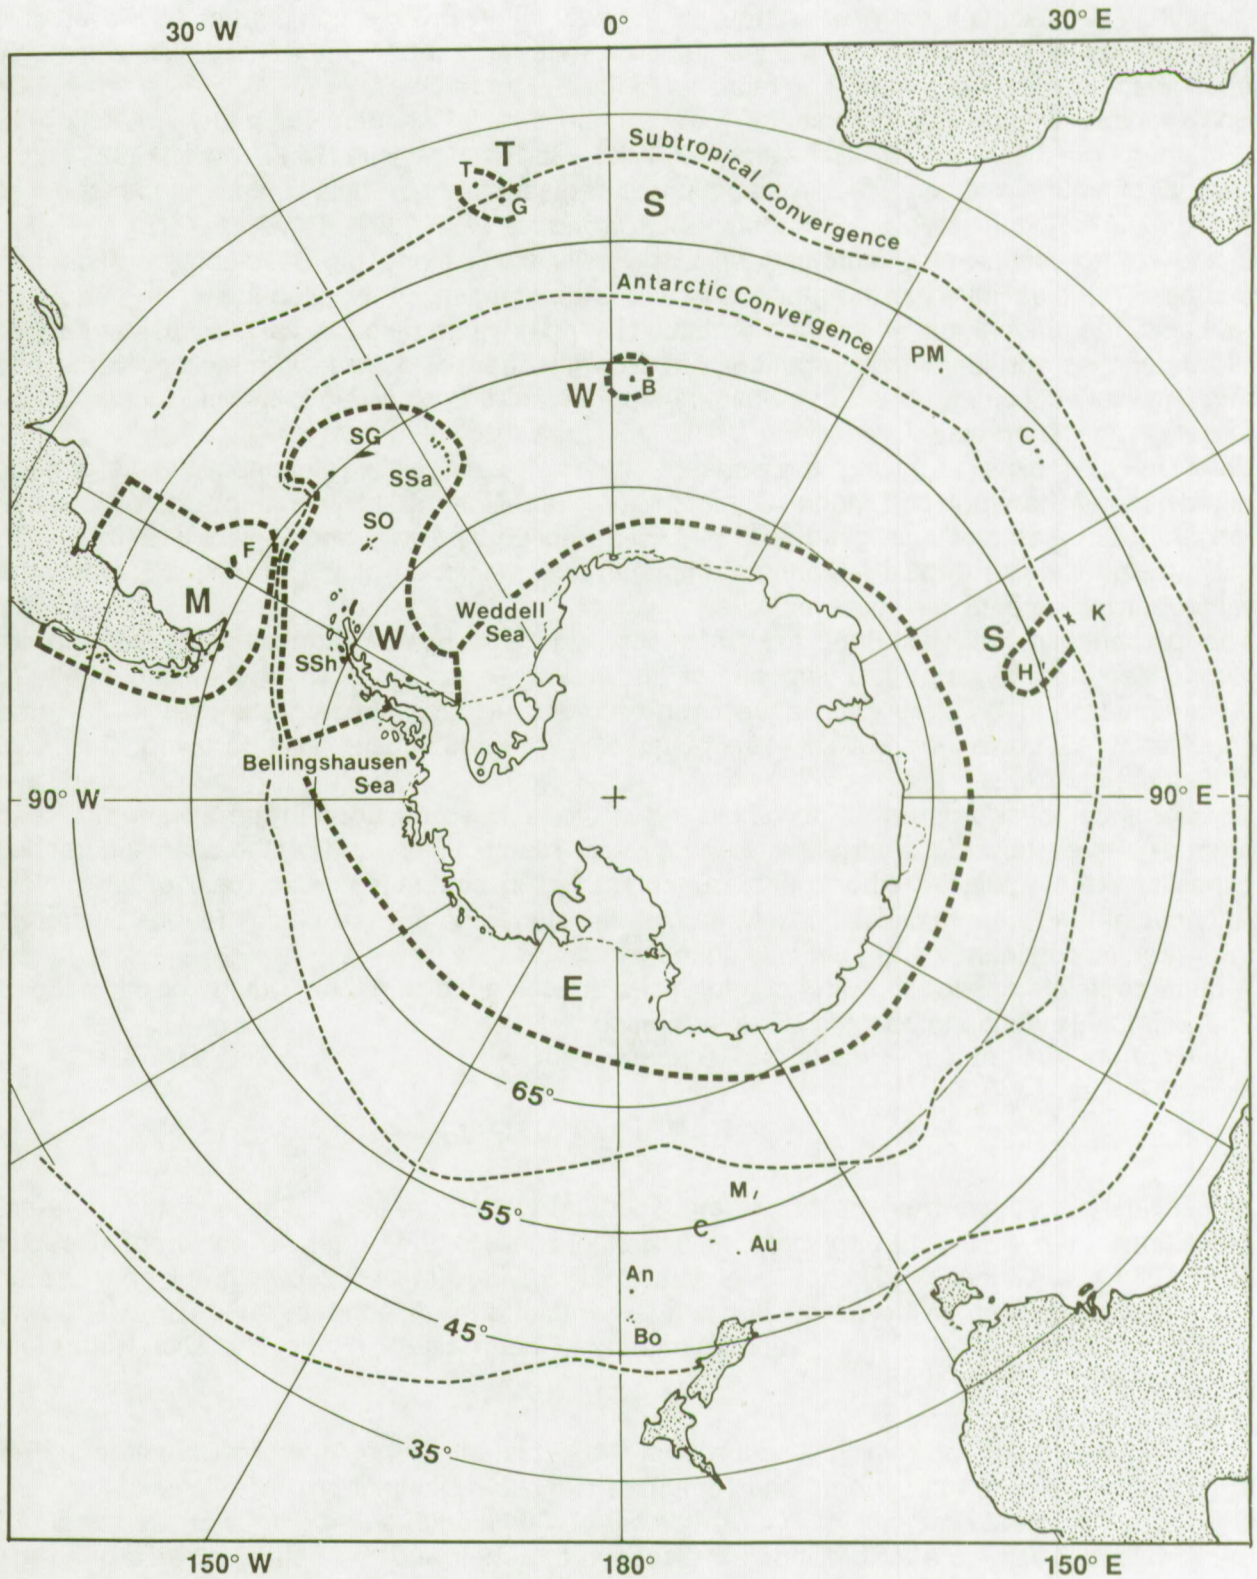 30° W
0°
30° E
Subtropical Convergence
T
T
G
S
Antarctic Convergence
PM
W
B
C
SG
SSa
SO
F
M
Weddell
Sea
W
SSh
S
K
H
Bellingshausen
Sea
90° W
90° E
E
65°
M
55°
C
Au
An
45°
Bo
35°
150° W
180°
150° E